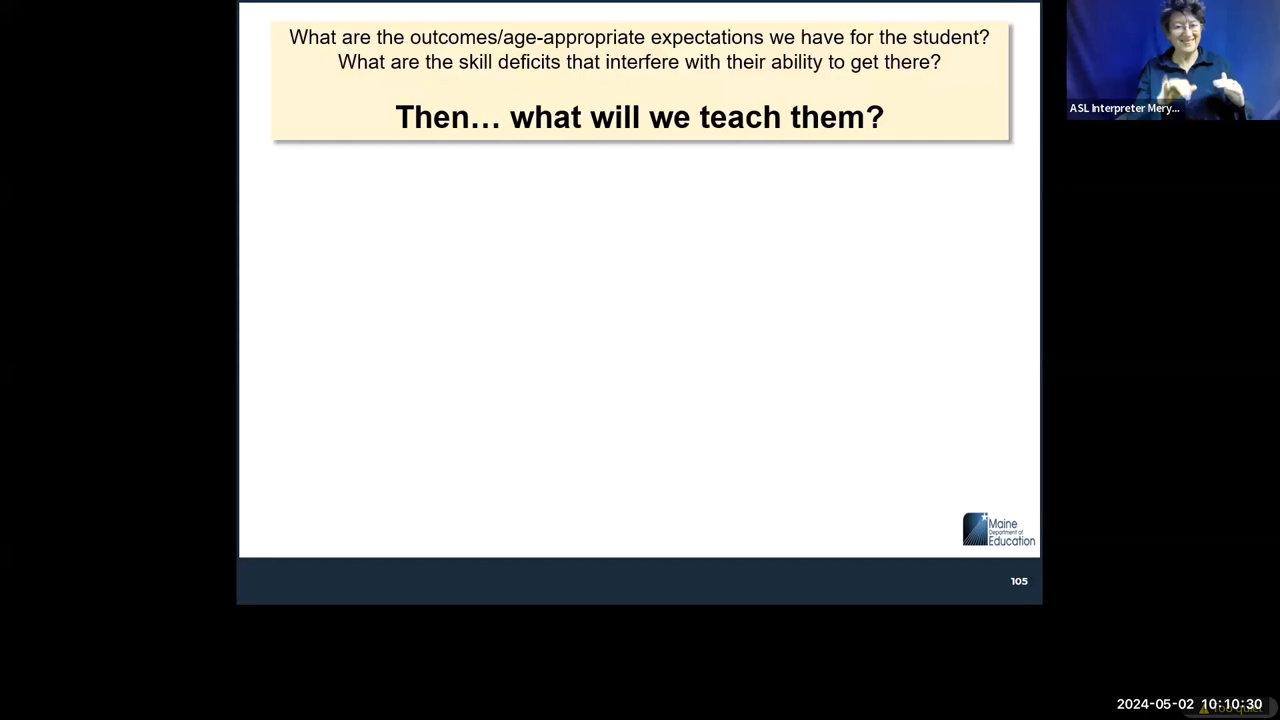 What are the outcomes/age-appropriate expectations we have for the student?
What are the skill deficits that interfere with their ability to get there?
Then… what will we teach them?
ASL Interpreter Mery...
Maine
Department of
Education
105
2024-05-02 10:10:30